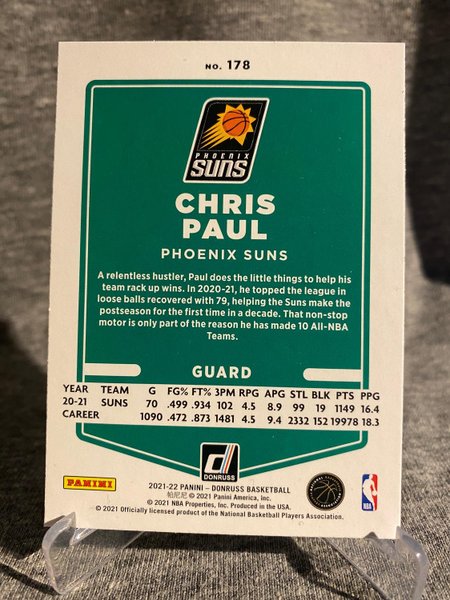 NO. 178
PHOENIX
SUNS
CHRIS
PAUL
PHOENIX SUNS
A relentless hustler, Paul does the little things to help his
team rack up wins. In 2020-21, he topped the league in
loose balls recovered with 79, helping the Suns make the
postseason for the first time in a decade. That non-stop
motor is only part of the reason he has made 10 All-NBA
Teams.
GUARD
YEAR TEAM G FG% FT% 3PM RPG APG STL BLK PTS PPG
20-21 SUNS 70 .499 .934 102 4.5 8.9 99 19 1149 16.4
CAREER 1090 .472 .873 1481 4.5 9.4 2332 152 19978 18.3
DONRUSS
PANINI
2021-22 PANINI – DONRUSS BASKETBALL
帕尼尼 © 2021 Panini America, Inc.
© 2021 NBA Properties, Inc. Produced in the USA.
© 2021 Officially licensed product of the National Basketball Players Association.
NBA